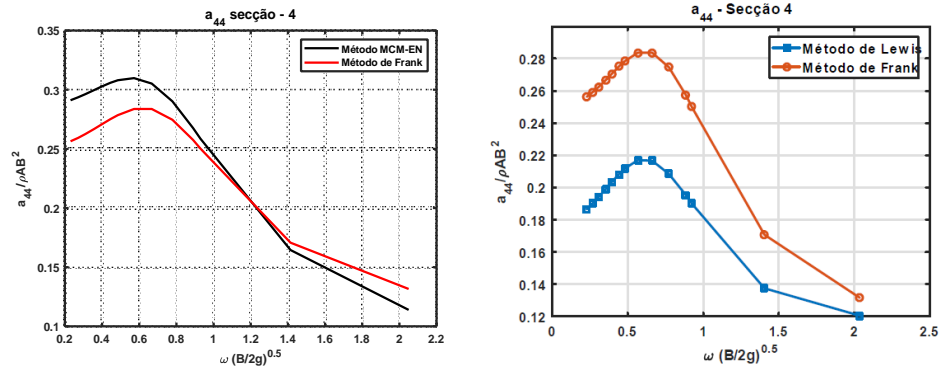 a44 secção - 4
0.35
0.3
0.25
0.2
0.15
0.1
a44/ρAB²
Método MCM-EN
Método de Frank
0.2 0.4 0.6 0.8 1 1.2 1.4 1.6 1.8 2 2.2
ω (B/2g)^0.5
a44 - Secção 4
0.28
0.26
0.24
0.22
0.2
0.18
0.16
0.14
0.12
a44/ρAB²
Método de Lewis
Método de Frank
0 0.5 1 1.5 2 2.5
ω (B/2g)^0.5